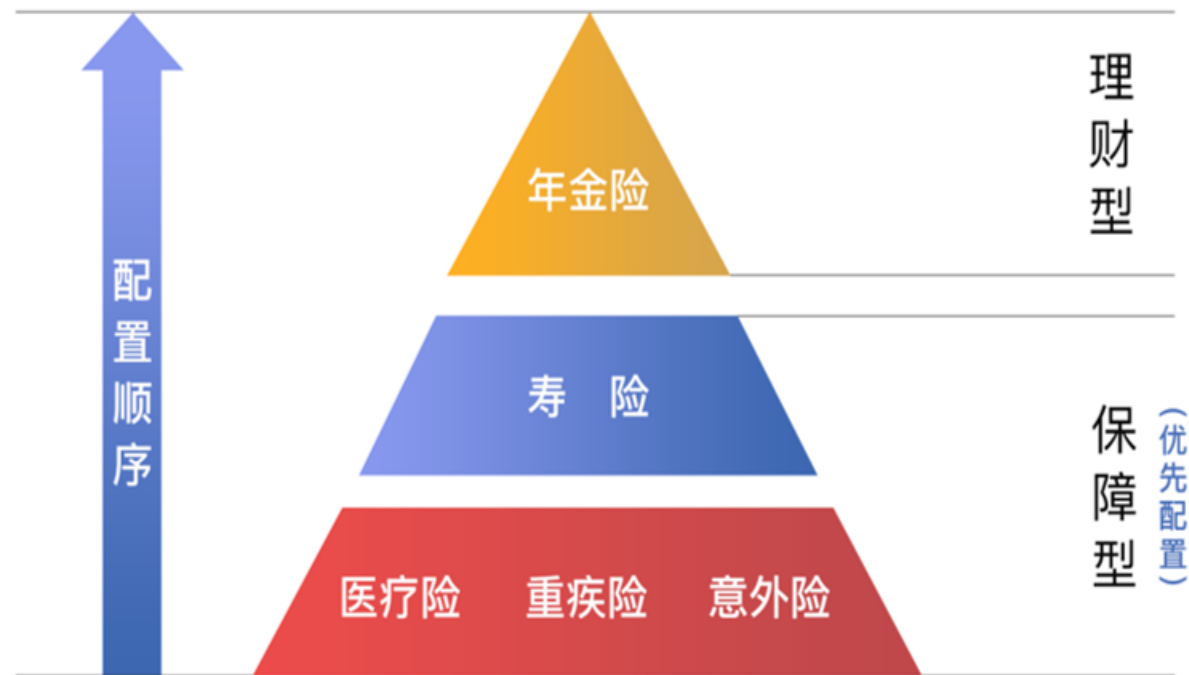 配置顺序
年金险
理财型
寿 险
保障型
(优先配置)
医疗险 重疾险 意外险